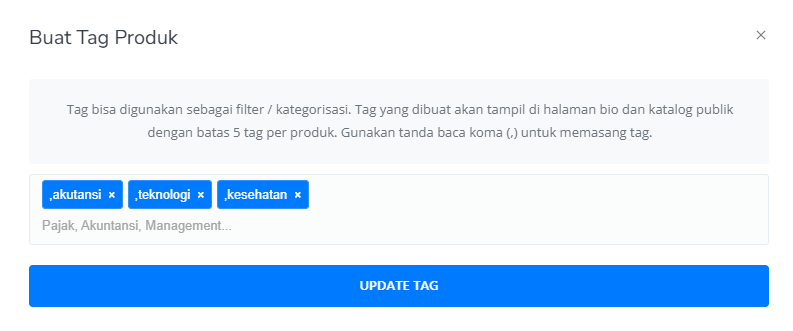 Buat Tag Produk ×
Tag bisa digunakan sebagai filter / kategorisasi. Tag yang dibuat akan tampil di halaman bio dan katalog publik
dengan batas 5 tag per produk. Gunakan tanda baca koma (,) untuk memasang tag.
,akutansi × ,teknologi × ,kesehatan ×
Pajak, Akuntansi, Management...
UPDATE TAG